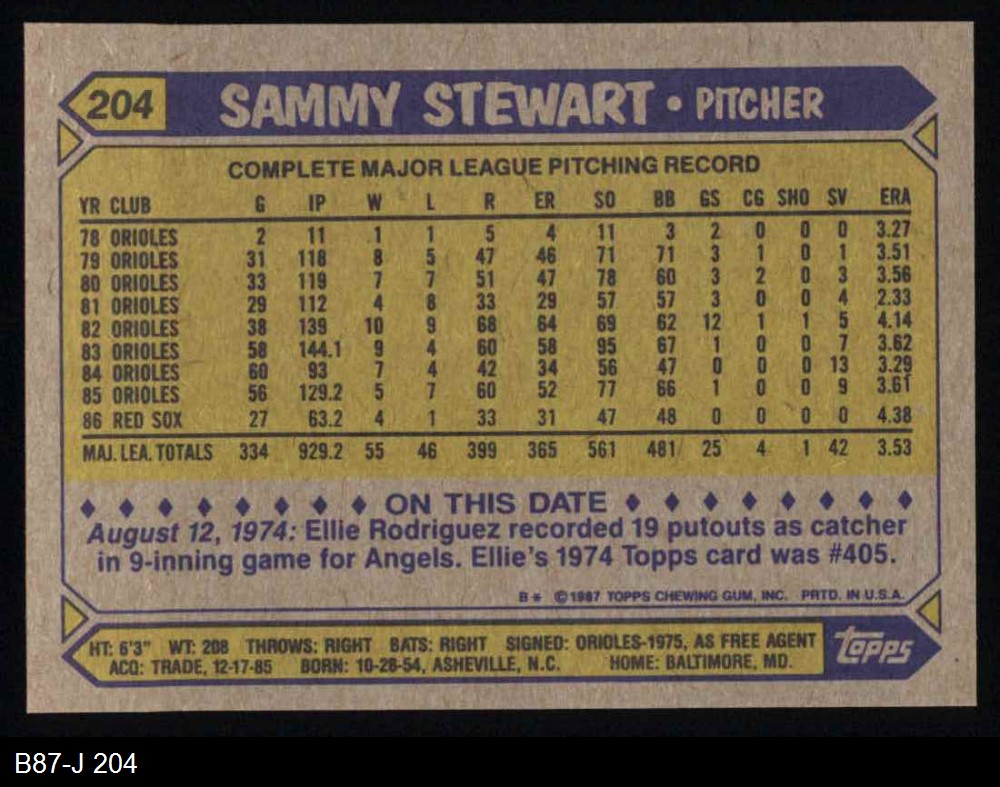 204 SAMMY STEWART • PITCHER
COMPLETE MAJOR LEAGUE PITCHING RECORD
YR CLUB G IP W L R ER SO BB GS CG SHO SV ERA
78 ORIOLES 2 11 1 1 5 4 11 3 2 0 0 0 3.27
79 ORIOLES 31 118 8 5 47 46 71 71 3 1 0 1 3.51
80 ORIOLES 33 119 7 7 51 47 78 60 3 2 0 3 3.56
81 ORIOLES 29 112 4 8 33 29 57 57 3 0 0 4 2.33
82 ORIOLES 38 139 10 9 68 64 69 62 12 1 1 5 4.14
83 ORIOLES 58 144.1 9 4 60 58 95 67 1 0 0 7 3.62
84 ORIOLES 60 93 7 4 42 34 56 47 0 0 0 13 3.29
85 ORIOLES 56 129.2 5 7 60 52 77 66 1 0 0 9 3.61
86 RED SOX 27 63.2 4 1 33 31 47 48 0 0 0 0 4.38
MAJ. LEA. TOTALS 334 929.2 55 46 399 365 561 481 25 4 1 42 3.53
♦ ♦ ♦ ♦ ♦ ♦ ♦ ♦ ON THIS DATE ♦ ♦ ♦ ♦ ♦ ♦ ♦ ♦
August 12, 1974: Ellie Rodriguez recorded 19 putouts as catcher
in 9-inning game for Angels. Ellie's 1974 Topps card was #405.
B* ©1987 TOPPS CHEWING GUM, INC. PRTD. IN U.S.A.
HT: 6'3" WT: 208 THROWS: RIGHT BATS: RIGHT SIGNED: ORIOLES-1975, AS FREE AGENT
ACQ: TRADE, 12-17-85 BORN: 10-28-54, ASHEVILLE, N.C. HOME: BALTIMORE, MD.
Topps
B87-J 204